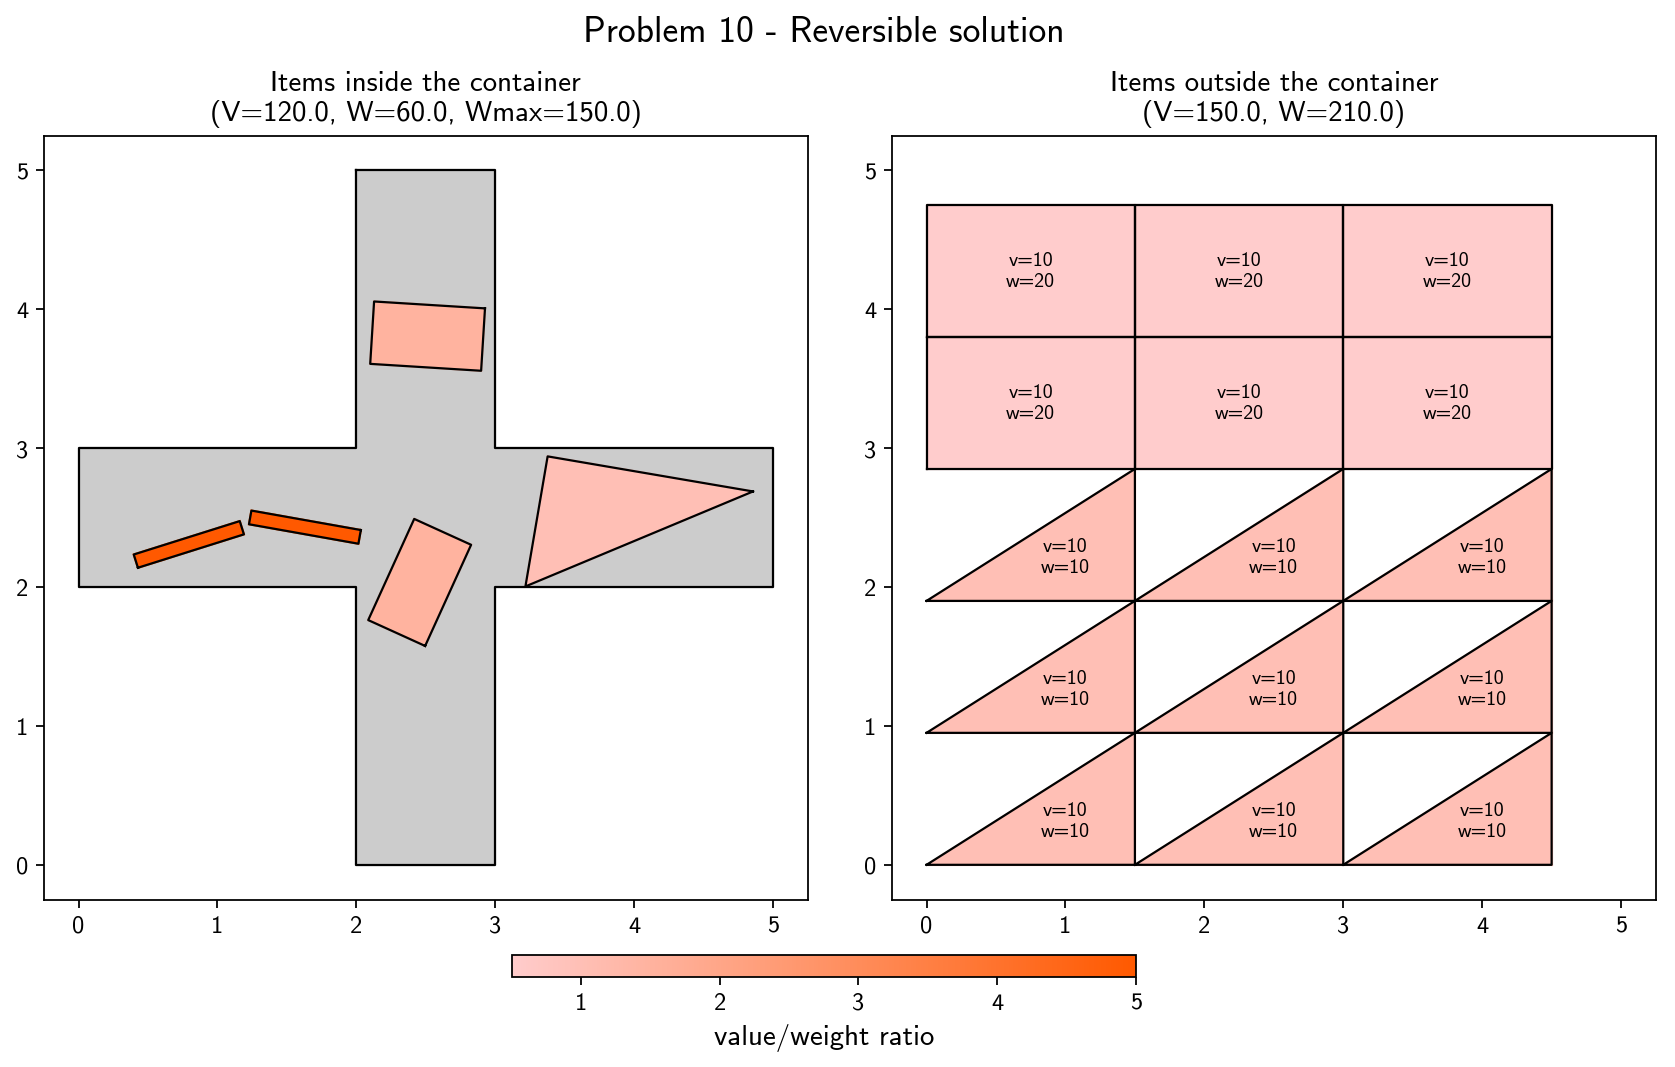 Problem 10 - Reversible solution
Items inside the container
(V=120.0, W=60.0, Wmax=150.0)
5
4
3
2
1
0
0 1 2 3 4 5
Items outside the container
(V=150.0, W=210.0)
5
4
3
2
1
0
v=10 v=10 v=10
w=20 w=20 w=20
v=10 v=10 v=10
w=20 w=20 w=20
v=10 v=10 v=10
w=10 w=10 w=10
v=10 v=10 v=10
w=10 w=10 w=10
v=10 v=10 v=10
w=10 w=10 w=10
0 1 2 3 4 5
1 2 3 4 5
value/weight ratio